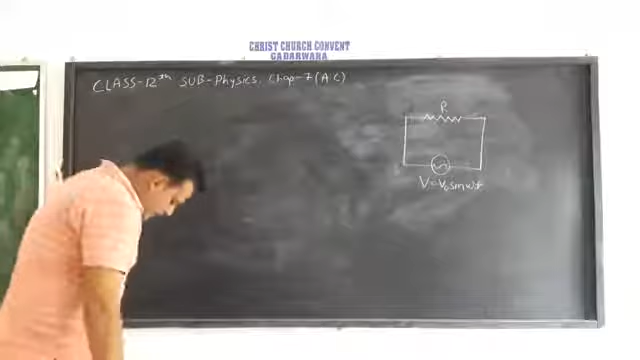 CHRIST CHURCH CONVENT
GADARWARA
CLASS-12th SUB-Physics, Chap-7(A.C)
R
V=V₀sinωt